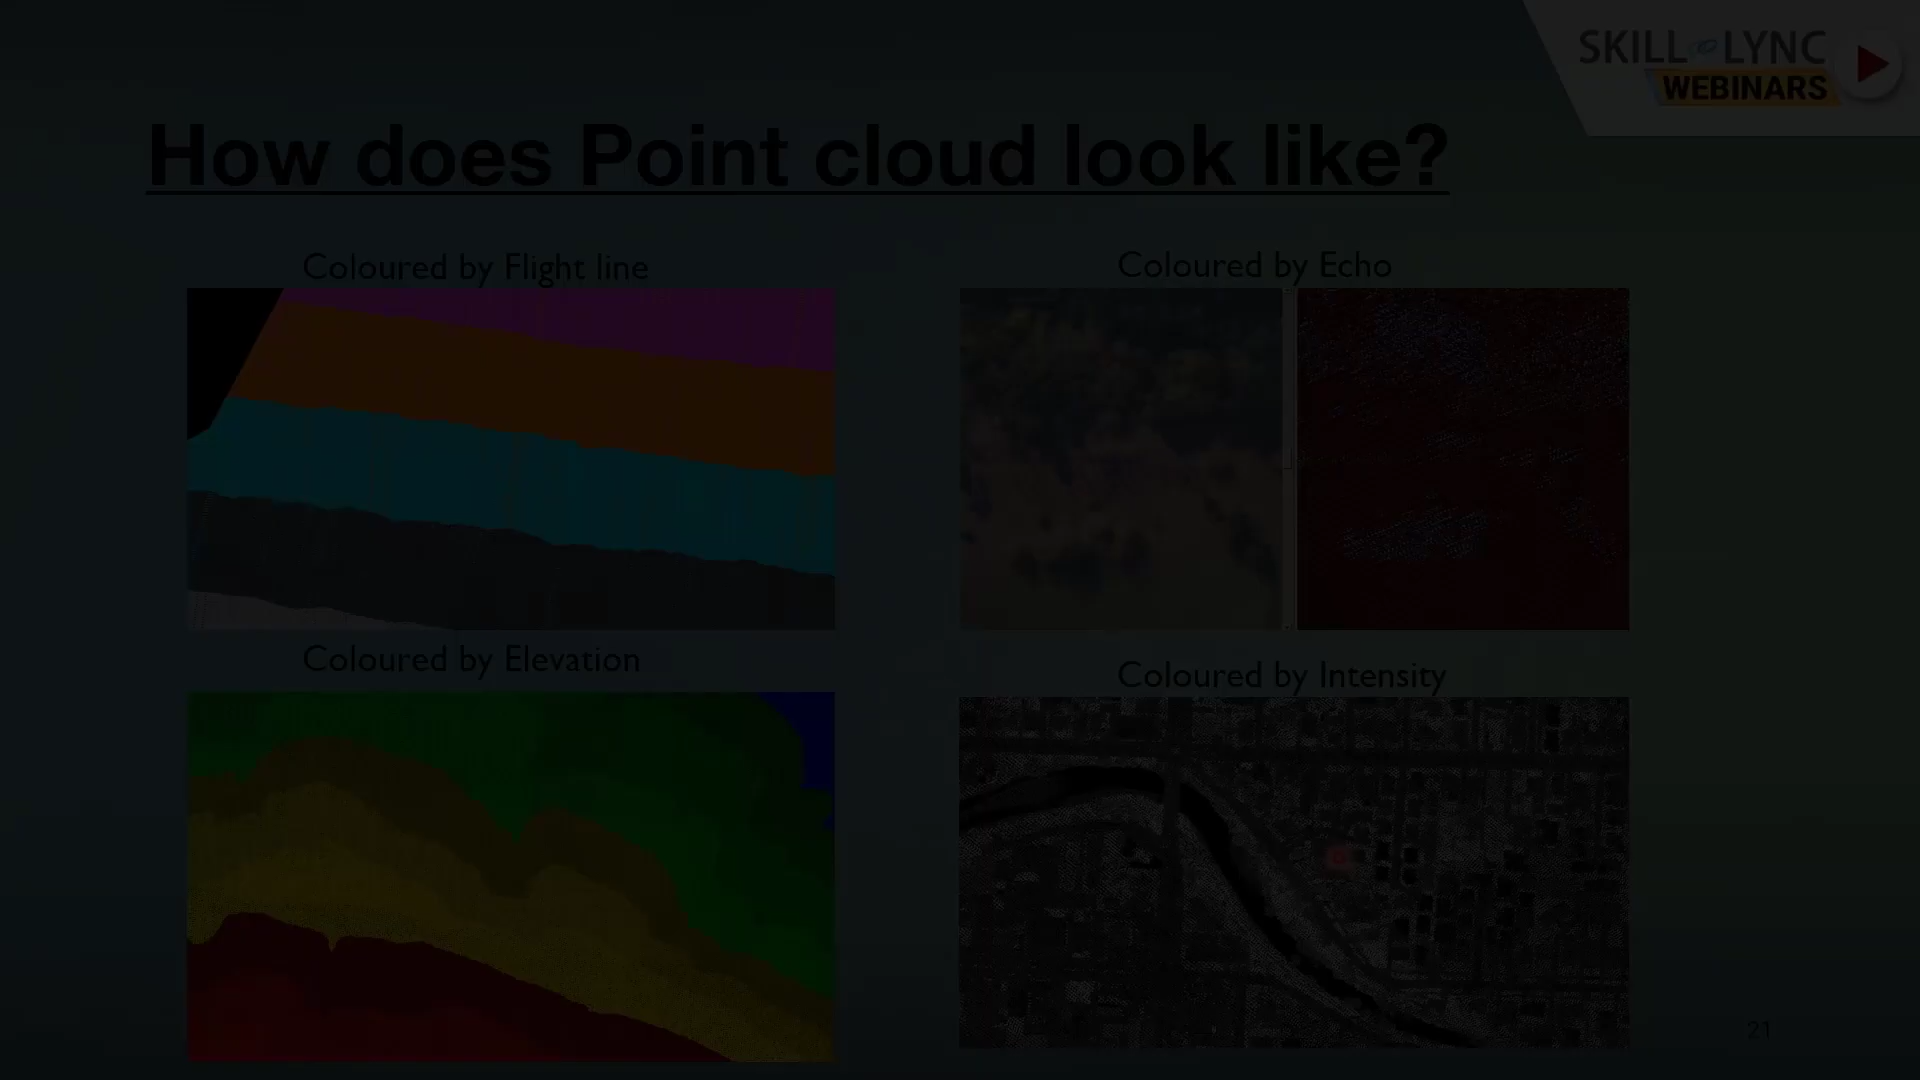 SKILL LYNC
WEBINARS
How does Point cloud look like?
Coloured by Flight line
Coloured by Echo
Coloured by Elevation
Coloured by Intensity
21